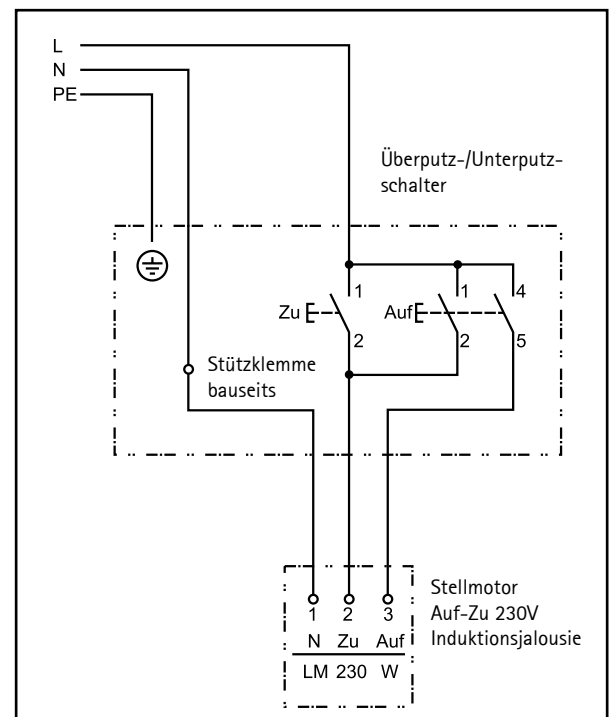 L
N
PE
Überputz-/Unterputz-
schalter
1
1
4
Zu
Auf
2
2
5
Stützklemme
bauseits
Stellmotor
Auf-Zu 230V
Induktionsjalousie
1 2 3
N Zu Auf
LM 230 W